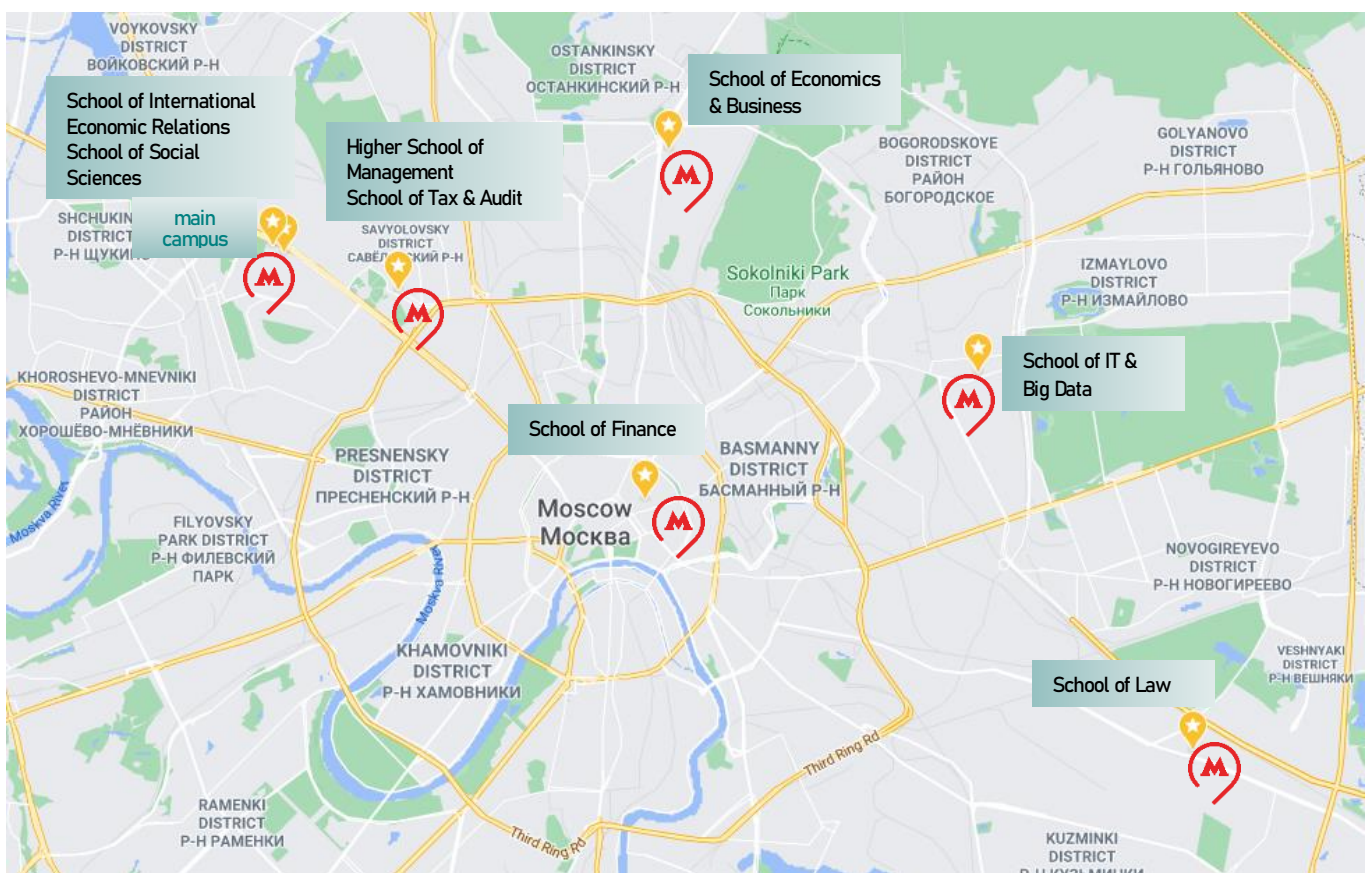 VOYKOVSKY
DISTRICT
ВОЙКОВСКИЙ Р-Н
OSTANKINSKY
DISTRICT
ОСТАНКИНСКИЙ Р-Н
School of Economics
& Business
School of International
Economic Relations
School of Social
Sciences
Higher School of
Management
School of Tax & Audit
BOGORODSKOYE
DISTRICT
РАЙОН
БОГОРОДСКОЕ
GOLYANOVO
DISTRICT
Р-Н ГОЛЬЯНОВО
M
main
campus
SHCHUKIN
DISTRICT
Р-Н ЩУКИНО
SAVYOLOVSKY
DISTRICT
САВЁЛ СКИЙ Р-Н
M
M
Sokolniki Park
Парк
Сокольники
IZMAYLOVO
DISTRICT
Р-Н ИЗМАЙЛОВО
School of IT &
Big Data
M
KHOROSHEVO-MNEVNIKI
DISTRICT
РАЙОН
ХОРОШЁВО-МНЁВНИКИ
School of Finance
PRESNENSKY
DISTRICT
ПРЕСНЕНСКИЙ Р-Н
BASMANNY
DISTRICT
БАСМАННЫЙ Р-Н
Moscow
Москва
M
Moskva River
FILYOVSKY
PARK DISTRICT
Р-Н ФИЛЕВСКИЙ
ПАРК
Moskva River
NOVOGIREYEVO
DISTRICT
Р-Н НОВОГИРЕЕВО
KHAMOVNIKI
DISTRICT
Р-Н ХАМОВНИКИ
VESHNYAKI
DISTRICT
Р-Н ВЕШНЯКИ
School of Law
M
Third Ring Rd
Third Ring Rd
RAMENKI
DISTRICT
Р-Н РАМЕНКИ
KUZMINKI
DISTRICT
Р-Н КУЗЬМИНКИ